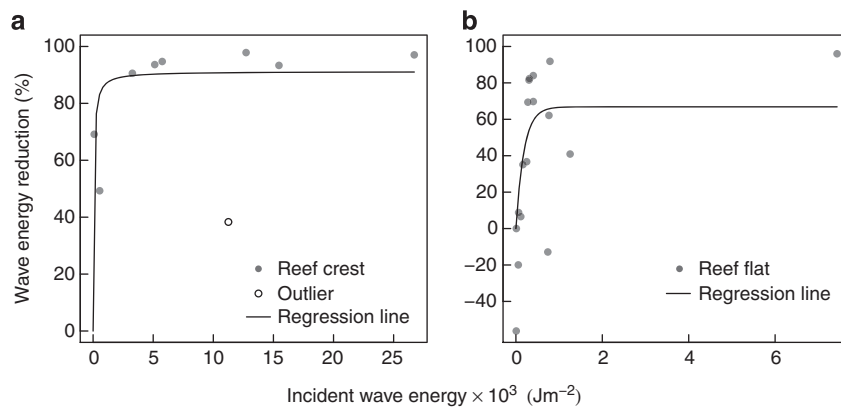 a
b
Wave energy reduction (%)
100
80
60
40
20
0
0
5
10
15
20
25
Reef crest
Outlier
Regression line
100
80
60
40
20
0
−20
−40
0
2
4
6
Reef flat
Regression line
Incident wave energy × 10³ (Jm⁻²)